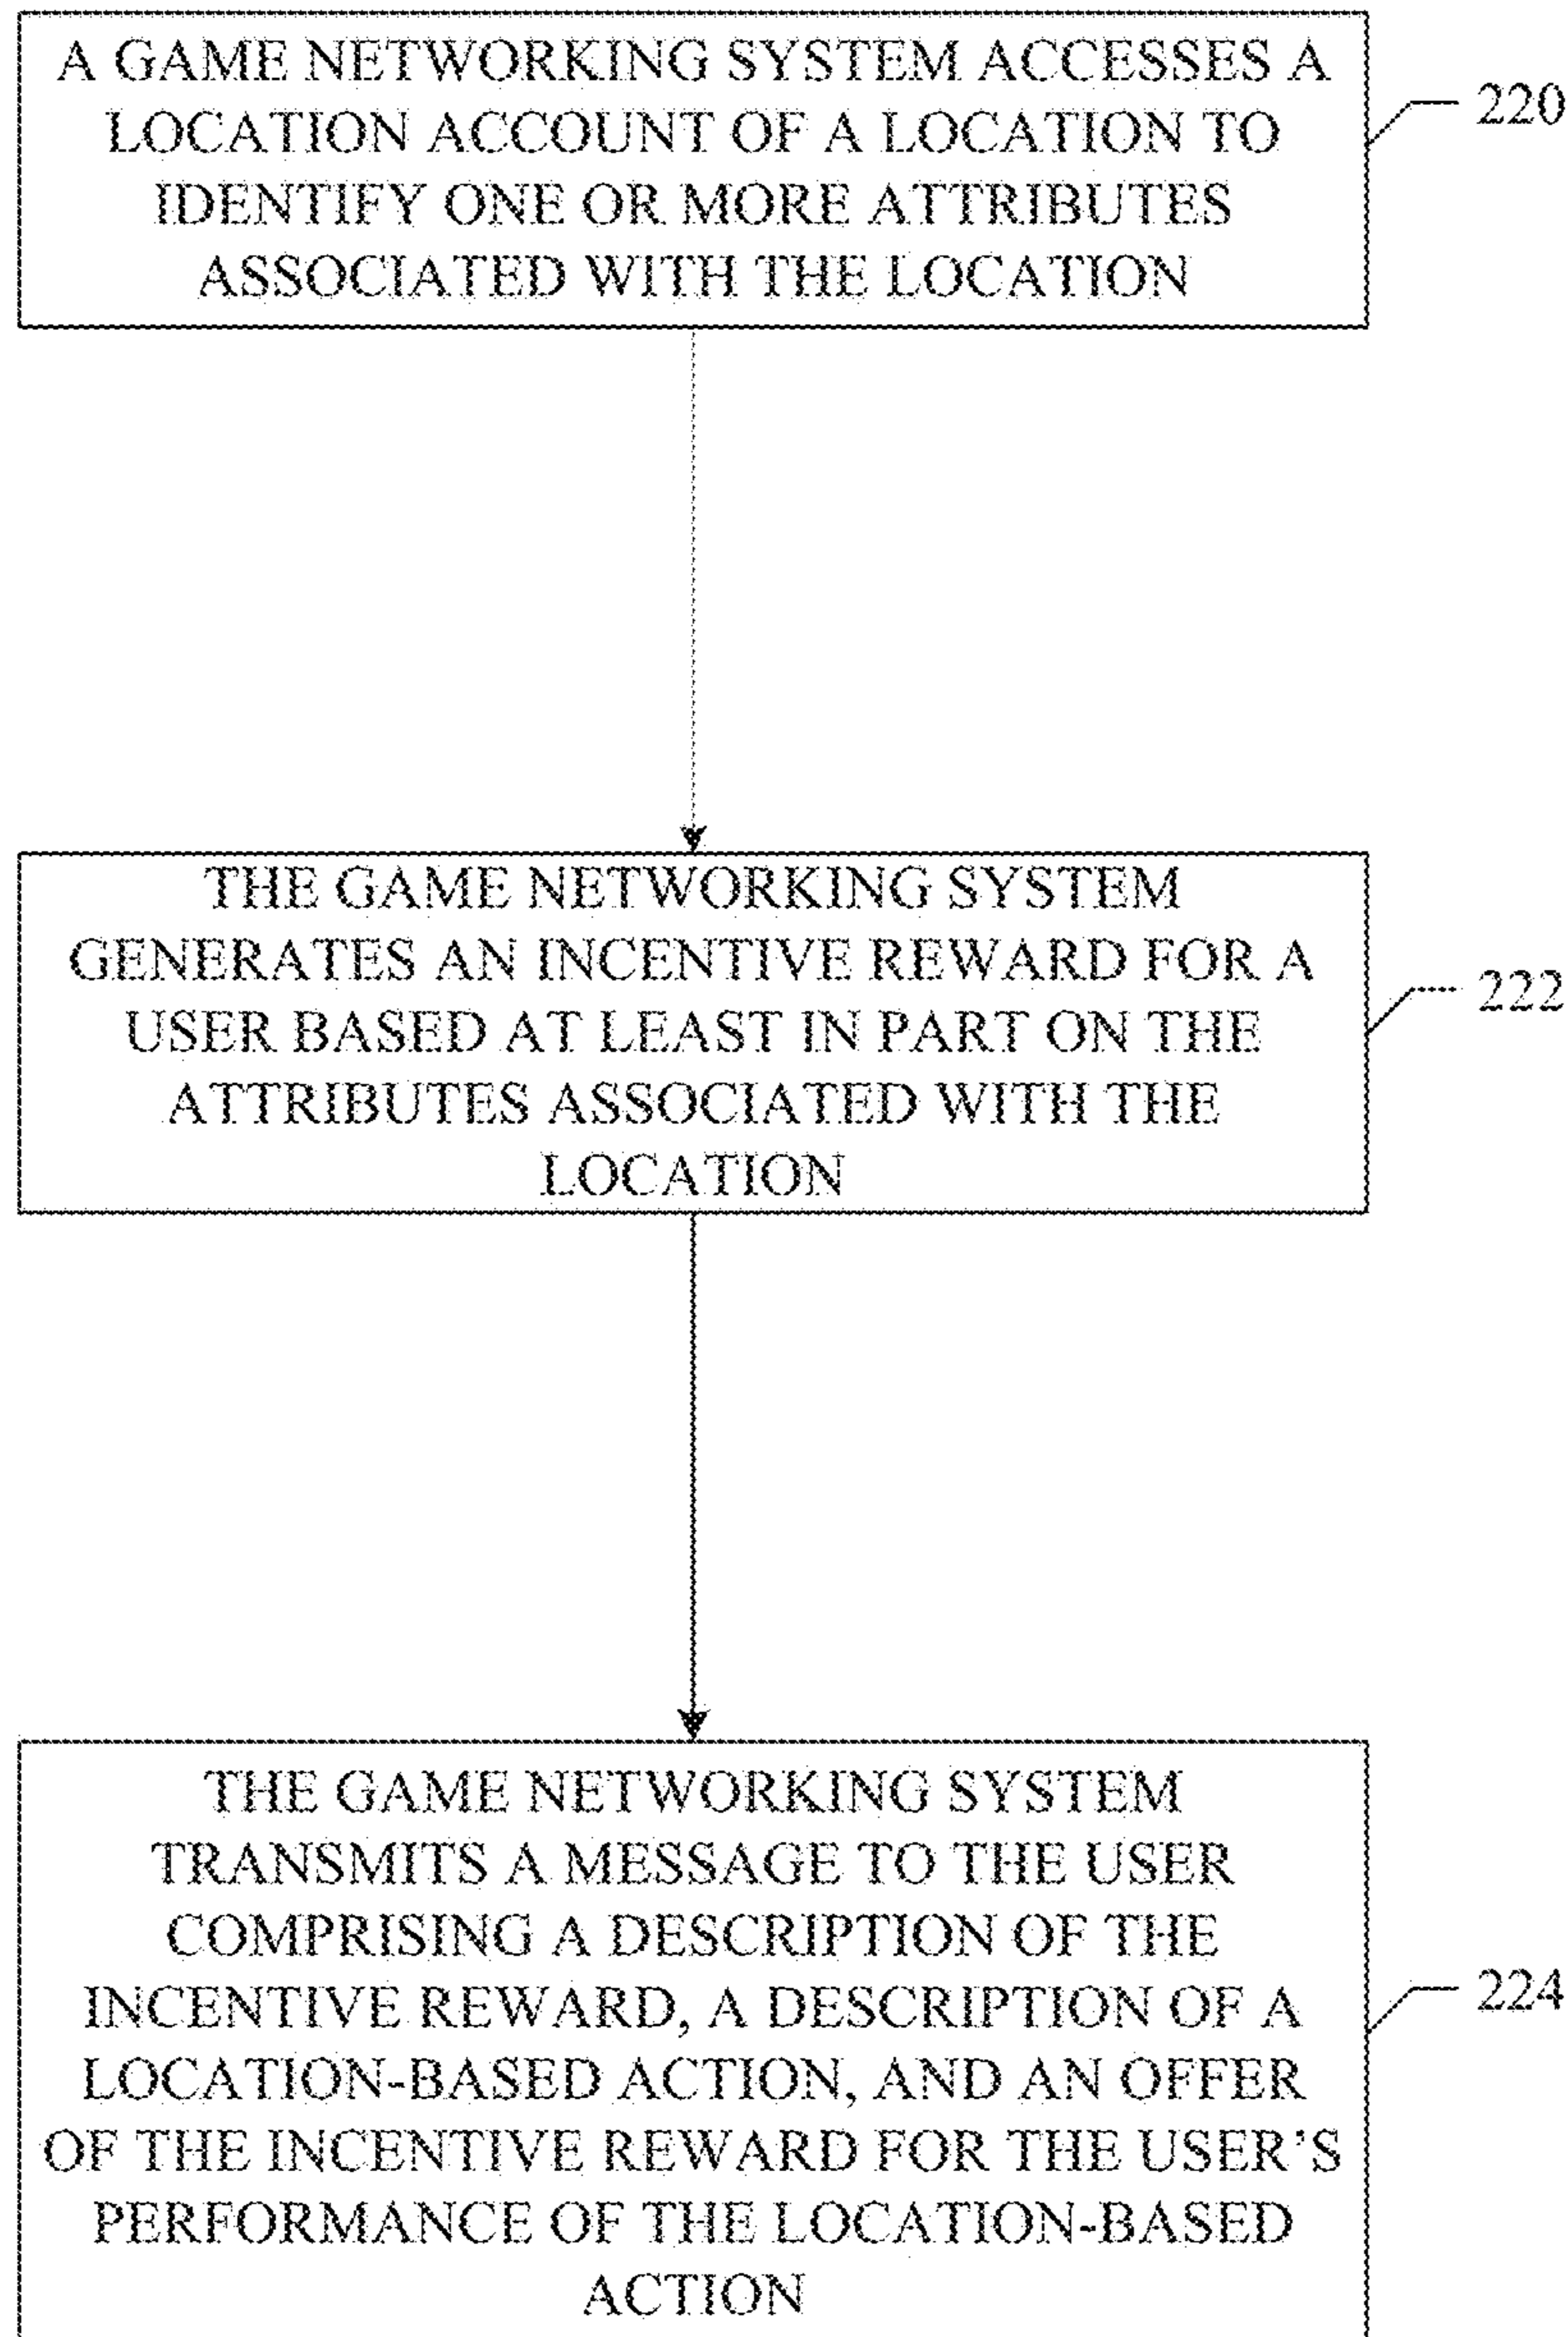 A GAME NETWORKING SYSTEM ACCESSES A
LOCATION ACCOUNT OF A LOCATION TO
IDENTIFY ONE OR MORE ATTRIBUTES
ASSOCIATED WITH THE LOCATION
220
THE GAME NETWORKING SYSTEM
GENERATES AN INCENTIVE REWARD FOR A
USER BASED AT LEAST IN PART ON THE
ATTRIBUTES ASSOCIATED WITH THE
LOCATION
222
THE GAME NETWORKING SYSTEM
TRANSMITS A MESSAGE TO THE USER
COMPRISING A DESCRIPTION OF THE
INCENTIVE REWARD, A DESCRIPTION OF A
LOCATION-BASED ACTION, AND AN OFFER
OF THE INCENTIVE REWARD FOR THE USER'S
PERFORMANCE OF THE LOCATION-BASED
ACTION
224